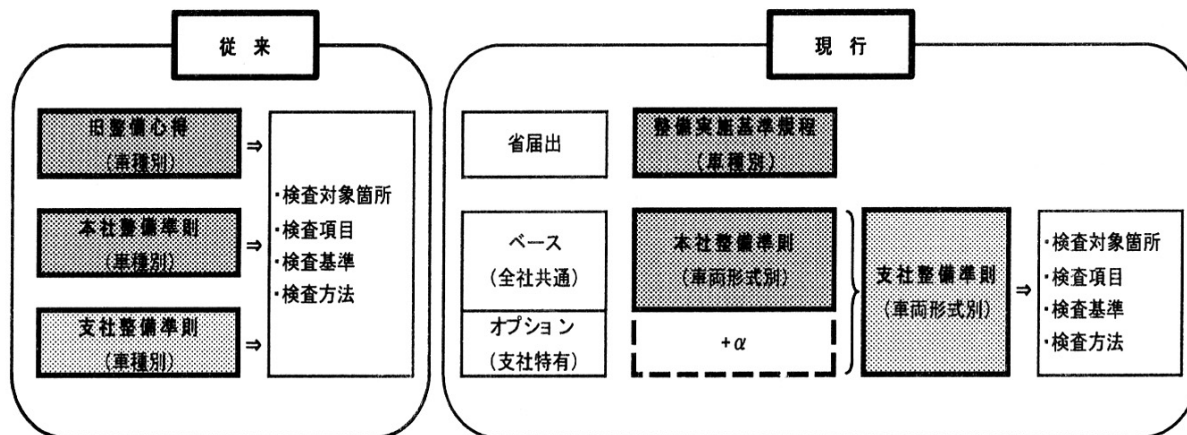 従来
旧整備心得
(車種別)
⇒
本社整備準則
(車種別)
⇒
支社整備準則
(車種別)
⇒
・検査対象箇所
・検査項目
・検査基準
・検査方法
現行
省届出
整備実施基準規程
(車種別)
ベース
(全社共通)
本社整備準則
(車両形式別)
オプション
(支社特有)
+α
支社整備準則
(車両形式別)
⇒
・検査対象箇所
・検査項目
・検査基準
・検査方法